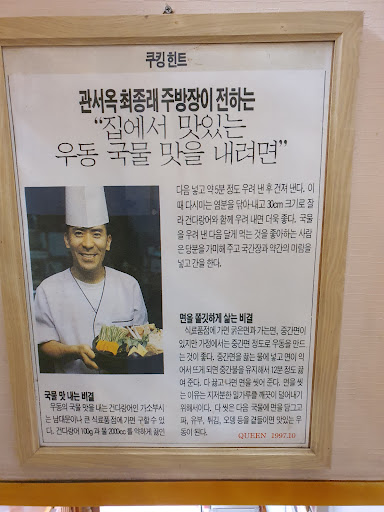 쿠킹 힌트
관서옥 최종래 주방장이 전하는
“집에서 맛있는
우동 국물 맛을 내려면”
국물 맛 내는 비결
우동의 국물 맛을 내는 가다랑어인 가소부시
는 남대문이나 큰 식료품 점에 가면 구할 수 있
다. 건다랑어 100g과 물 2000cc를 약하게 끓인
다음 넣고 약 5분 정도 우려 낸 후 건져 낸다. 이
때 다시마는 염분을 닦아 내고 30cm 크기로 잘
라 건다랑어와 함께 우려 내면 더욱 좋다. 국물
을 우려 낸 다음 달게 먹는 것을 좋아하는 사람
은 당분을 가미해 주고 국간장과 약간의 미림을
넣고 간을 한다.
면을 쫄깃하게 삶는 비결
식료품점에 가면 굵은면과 가는면, 중간면이
있지만 가정에서는 중간면 정도로 우동을 만드
는 것이 좋다. 중간면을 끓는 물에 넣고 면이 익
어서 뜨게 되면 중간불을 유지해서 12분 정도 끓
여 준다. 다 끓고 나면 면을 씻어 준다. 면을 씻
는 이유는 지저분한 밀가루를 깨끗이 덜어내기
위해서이다. 다 씻은 다음 국물에 면을 담그고
파, 유부, 튀김, 오뎅 등을 곁들이면 맛있는 우
동이 된다.
QUEEN 1997.10